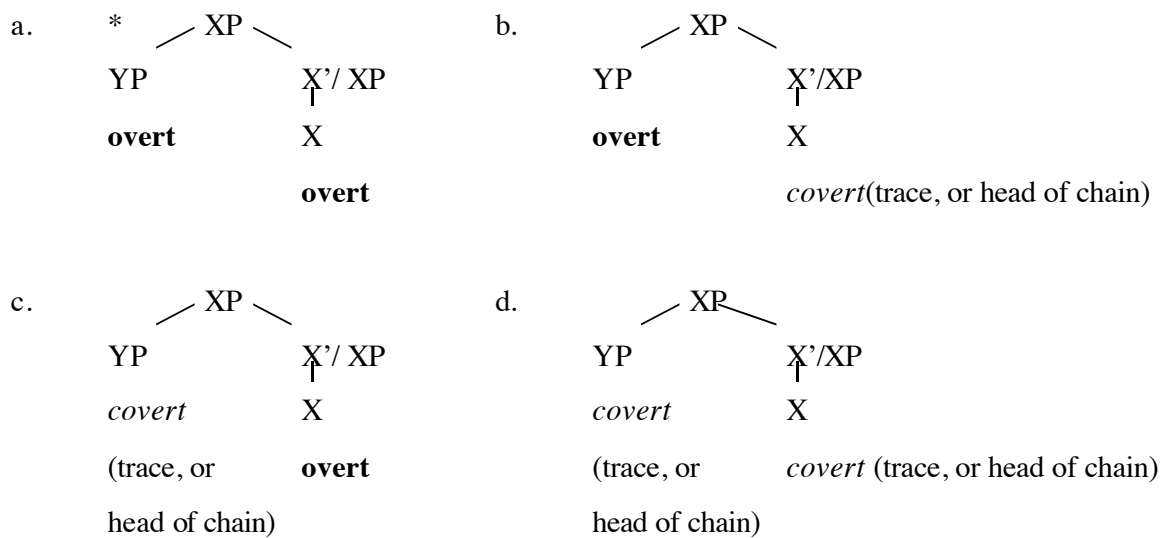 a. * XP b. XP
YP X’/ XP YP X’/XP
overt X overt X
overt covert(trace, or head of chain)
c. XP d. XP
YP X’/ XP YP X’/XP
covert X covert X
(trace, or overt (trace, or covert (trace, or head of chain)
head of chain) head of chain)